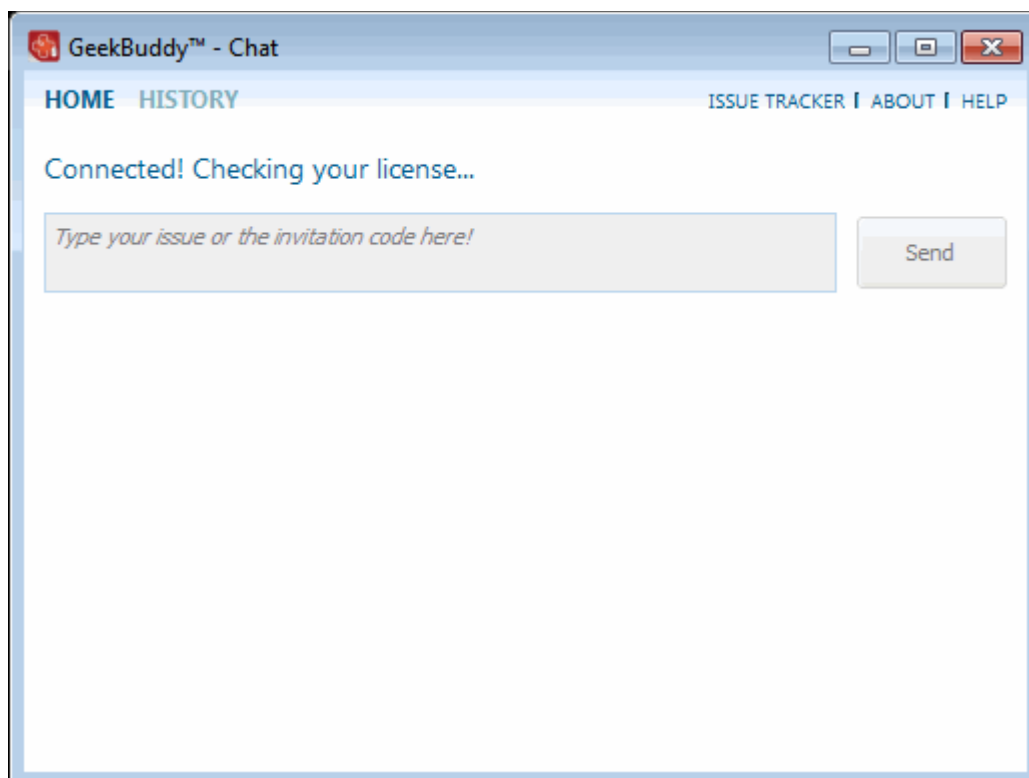 GeekBuddy™ - Chat
HOME HISTORY ISSUE TRACKER ABOUT HELP
Connected! Checking your license...
Type your issue or the invitation code here!
Send